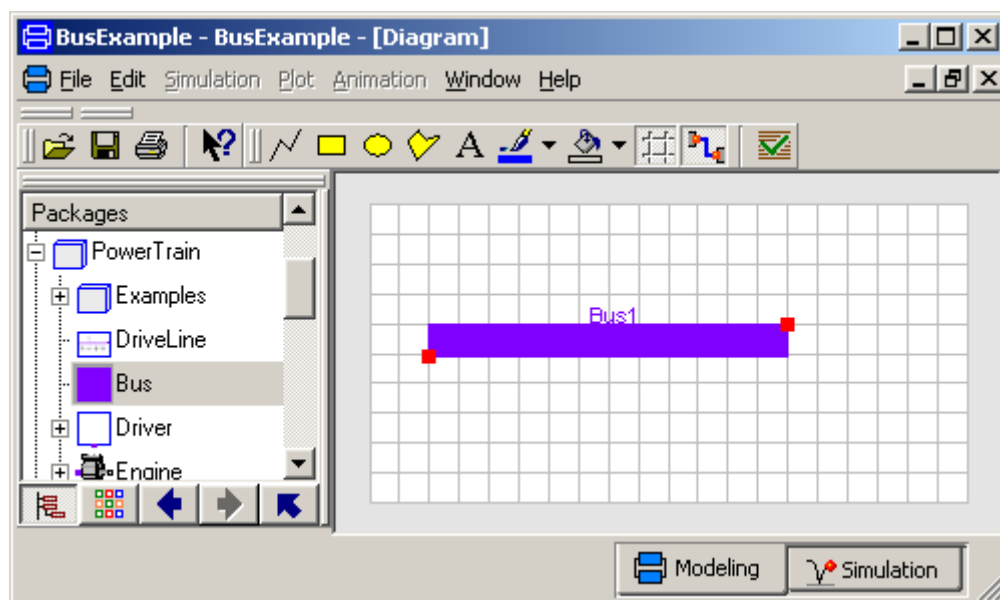 BusExample - BusExample - [Diagram]
File Edit Simulation Plot Animation Window Help
A
Packages
PowerTrain
Examples
DriveLine
Bus
Driver
Engine
Bus1
Modeling
Simulation